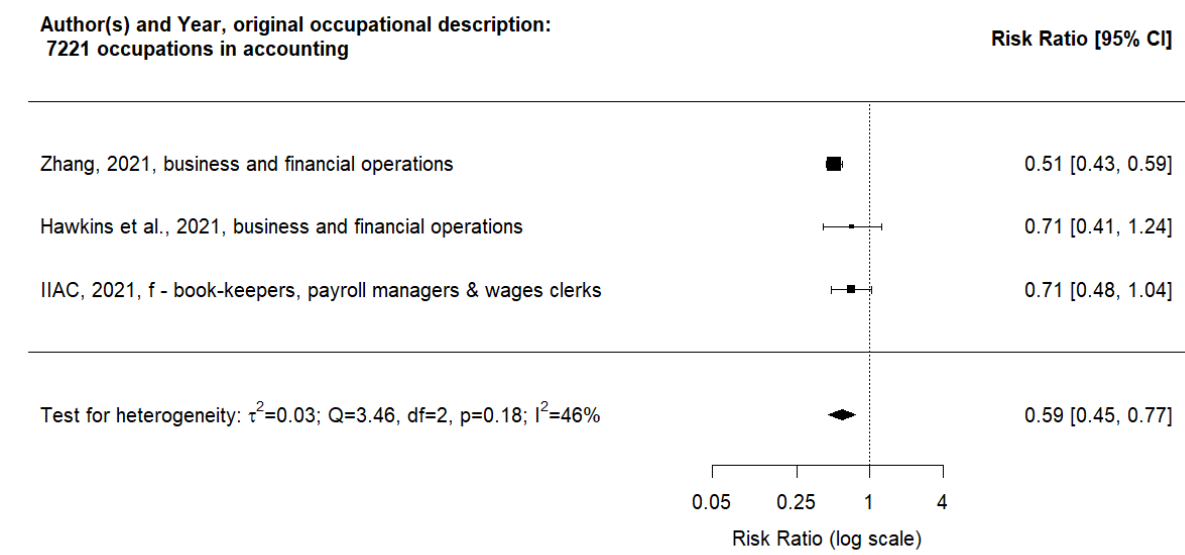 Author(s) and Year, original occupational description:
7221 occupations in accounting
Risk Ratio [95% CI]
Zhang, 2021, business and financial operations 0.51 [0.43, 0.59]
Hawkins et al., 2021, business and financial operations 0.71 [0.41, 1.24]
IIAC, 2021, f - book-keepers, payroll managers & wages clerks 0.71 [0.48, 1.04]
Test for heterogeneity: τ²=0.03; Q=3.46, df=2, p=0.18; I²=46% 0.59 [0.45, 0.77]
0.05 0.25 1 4
Risk Ratio (log scale)